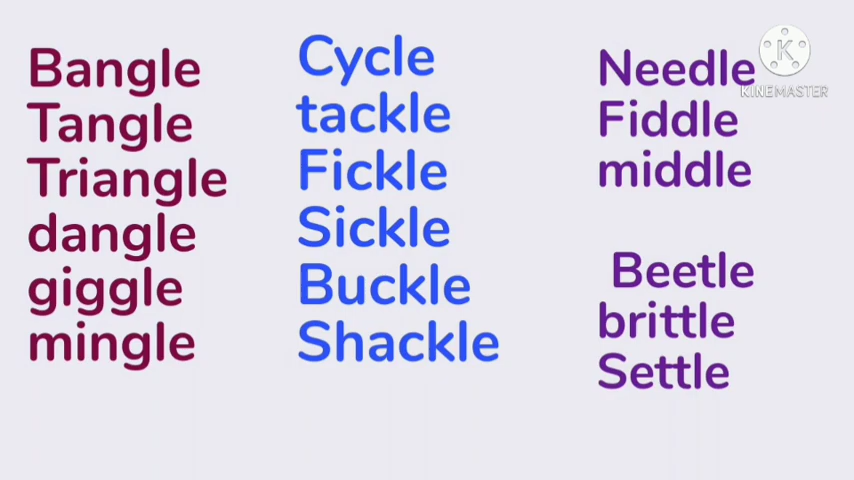 Bangle
Tangle
Triangle
dangle
giggle
mingle
Cycle
tackle
Fickle
Sickle
Buckle
Shackle
Needle
Fiddle
middle
Beetle
brittle
Settle
K
KINEMASTER